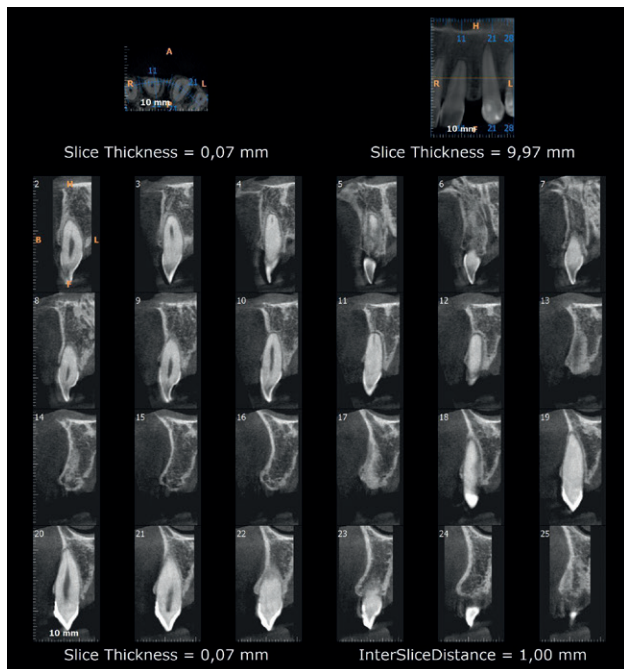 A
H
11
11
21
28
R
L
R
L
10 mm
10 mm
F
11
21
28
Slice Thickness = 0,07 mm
Slice Thickness = 9,97 mm
2
H
3
4
5
6
7
B
L
F
8
9
10
11
12
13
14
15
16
17
18
19
20
21
22
23
24
25
10 mm
Slice Thickness = 0,07 mm
InterSliceDistance = 1,00 mm